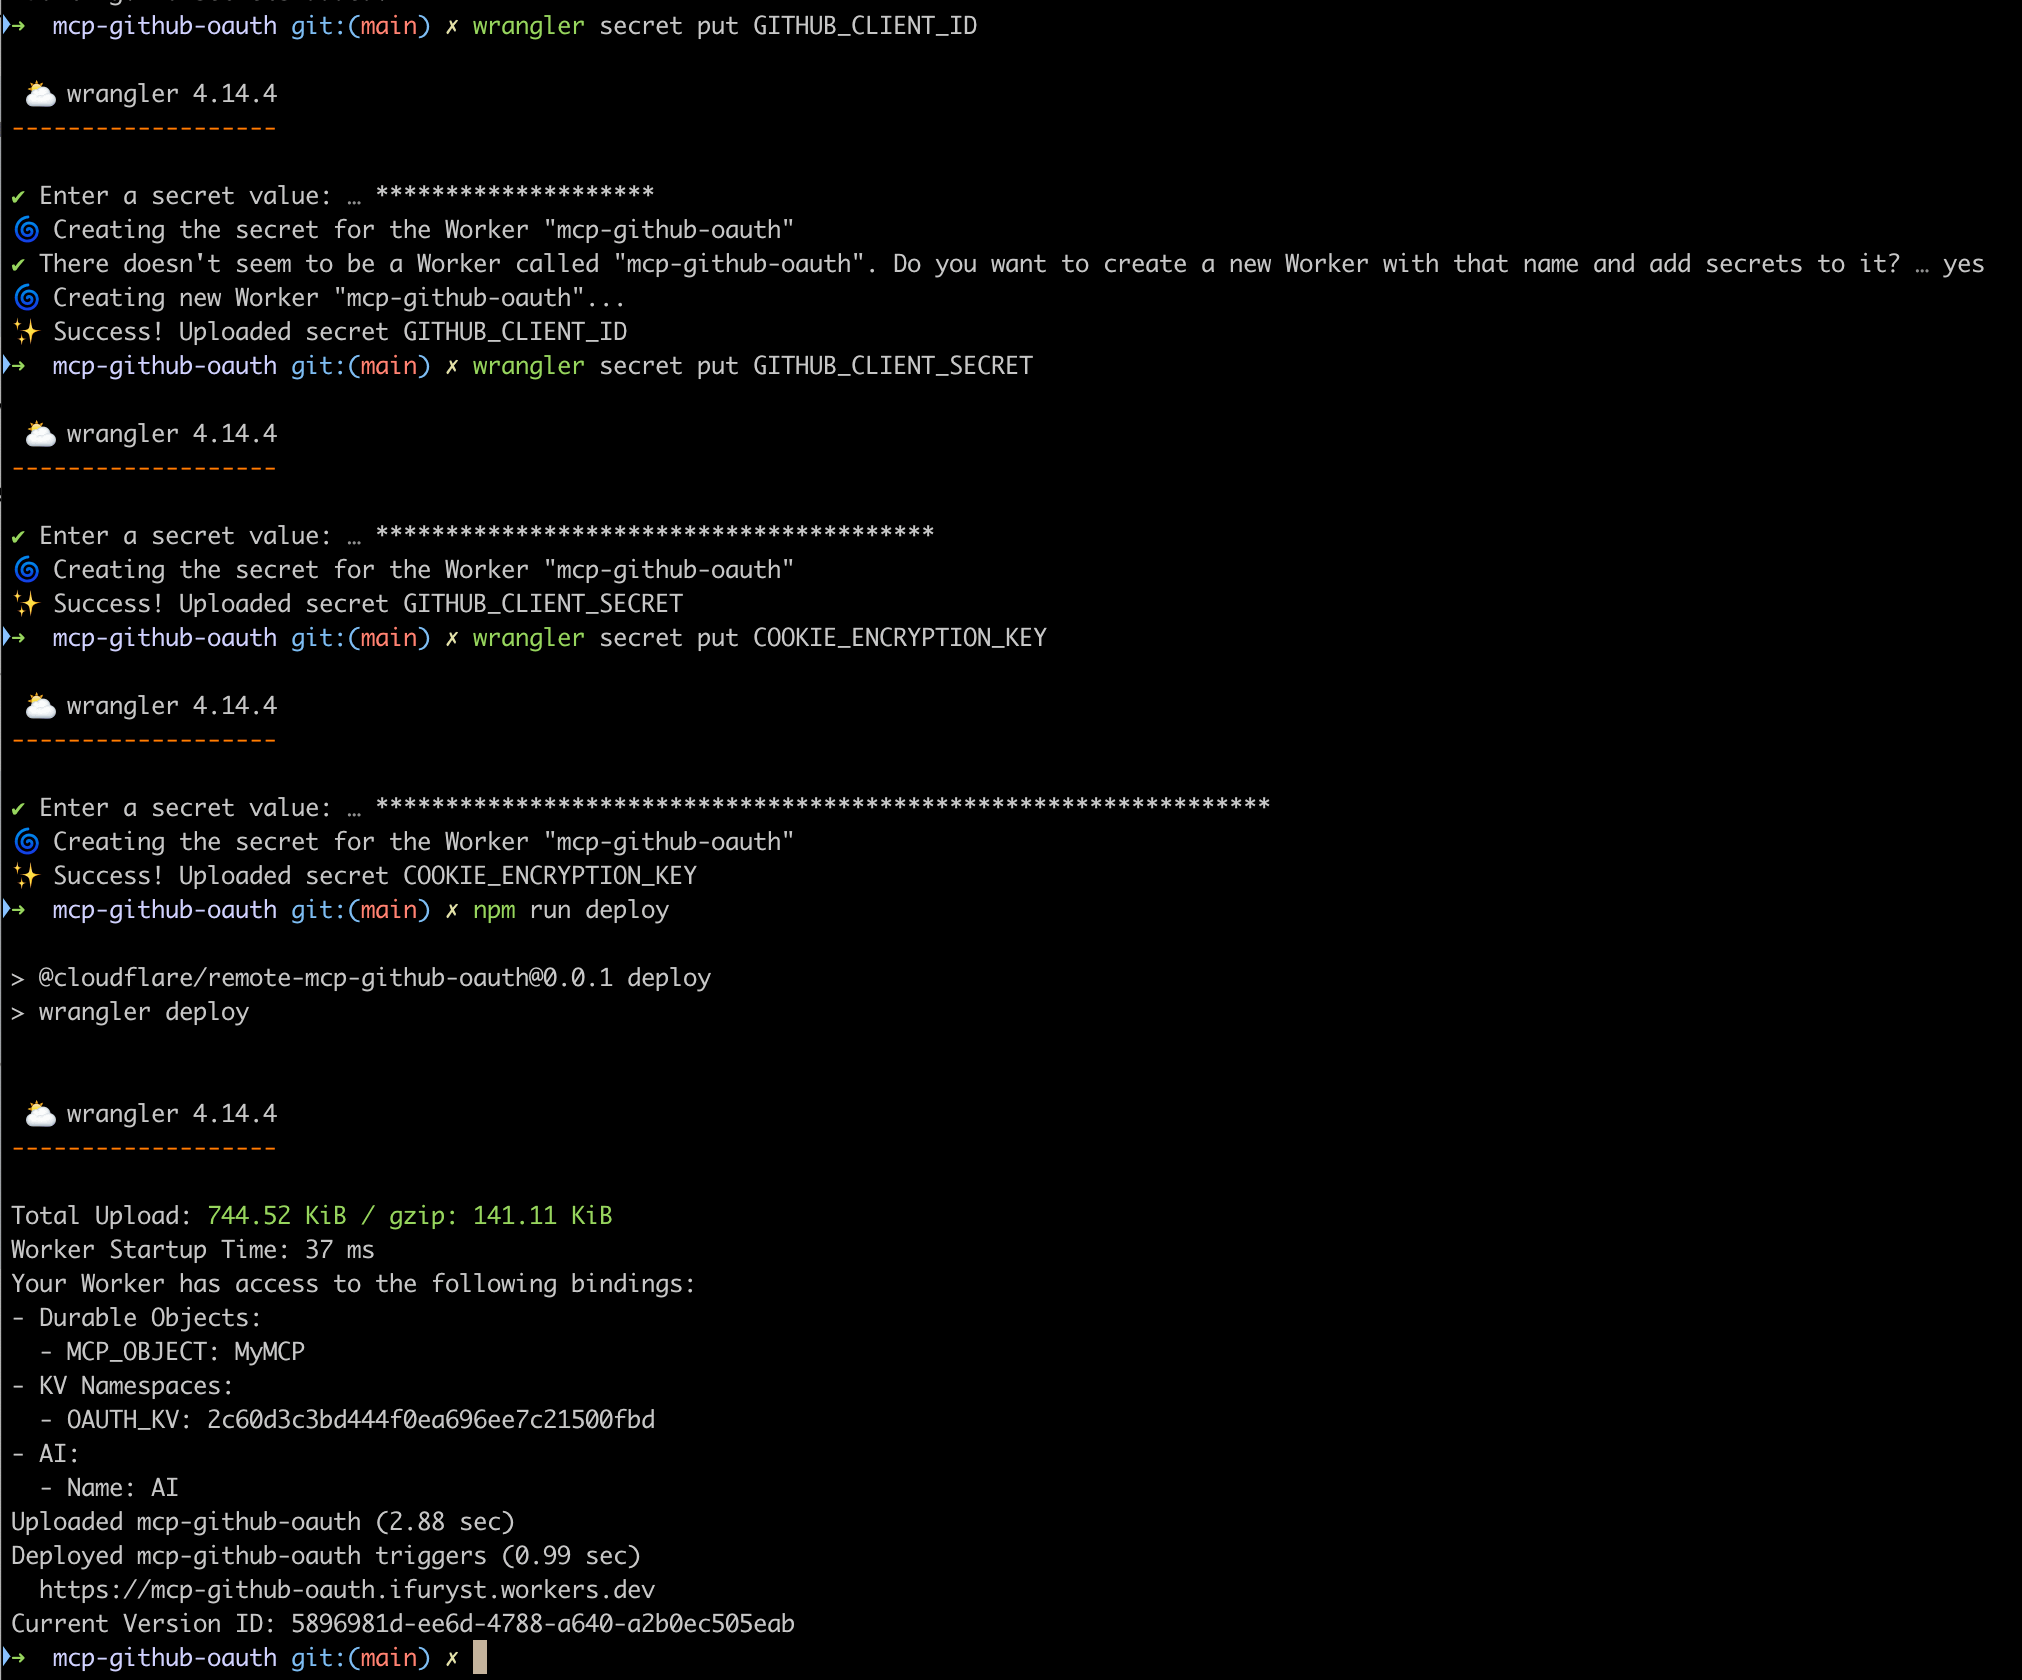 ➜  mcp-github-oauth git:(main) ✗ wrangler secret put GITHUB_CLIENT_ID
⛅️ wrangler 4.14.4
-------------------
✔ Enter a secret value: … ********************
🌀 Creating the secret for the Worker "mcp-github-oauth"
✔ There doesn't seem to be a Worker called "mcp-github-oauth". Do you want to create a new Worker with that name and add secrets to it? … yes
🌀 Creating new Worker "mcp-github-oauth"...
✨ Success! Uploaded secret GITHUB_CLIENT_ID
➜  mcp-github-oauth git:(main) ✗ wrangler secret put GITHUB_CLIENT_SECRET
⛅️ wrangler 4.14.4
-------------------
✔ Enter a secret value: … ****************************************
🌀 Creating the secret for the Worker "mcp-github-oauth"
✨ Success! Uploaded secret GITHUB_CLIENT_SECRET
➜  mcp-github-oauth git:(main) ✗ wrangler secret put COOKIE_ENCRYPTION_KEY
⛅️ wrangler 4.14.4
-------------------
✔ Enter a secret value: … ****************************************************************
🌀 Creating the secret for the Worker "mcp-github-oauth"
✨ Success! Uploaded secret COOKIE_ENCRYPTION_KEY
➜  mcp-github-oauth git:(main) ✗ npm run deploy
> @cloudflare/remote-mcp-github-oauth@0.0.1 deploy
> wrangler deploy
⛅️ wrangler 4.14.4
-------------------
Total Upload: 744.52 KiB / gzip: 141.11 KiB
Worker Startup Time: 37 ms
Your Worker has access to the following bindings:
- Durable Objects:
  - MCP_OBJECT: MyMCP
- KV Namespaces:
  - OAUTH_KV: 2c60d3c3bd444f0ea696ee7c21500fbd
- AI:
  - Name: AI
Uploaded mcp-github-oauth (2.88 sec)
Deployed mcp-github-oauth triggers (0.99 sec)
  https://mcp-github-oauth.ifuryst.workers.dev
Current Version ID: 5896981d-ee6d-4788-a640-a2b0ec505eab
➜  mcp-github-oauth git:(main) ✗